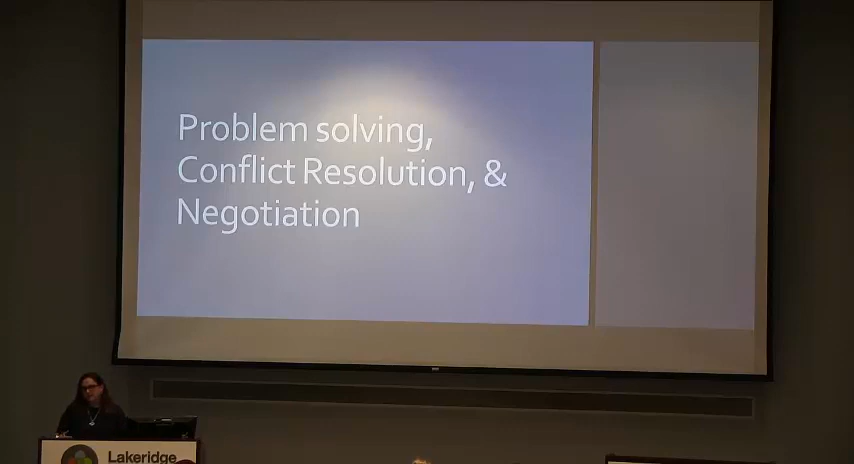 Problem solving,
Conflict Resolution, &
Negotiation
Lakeridge